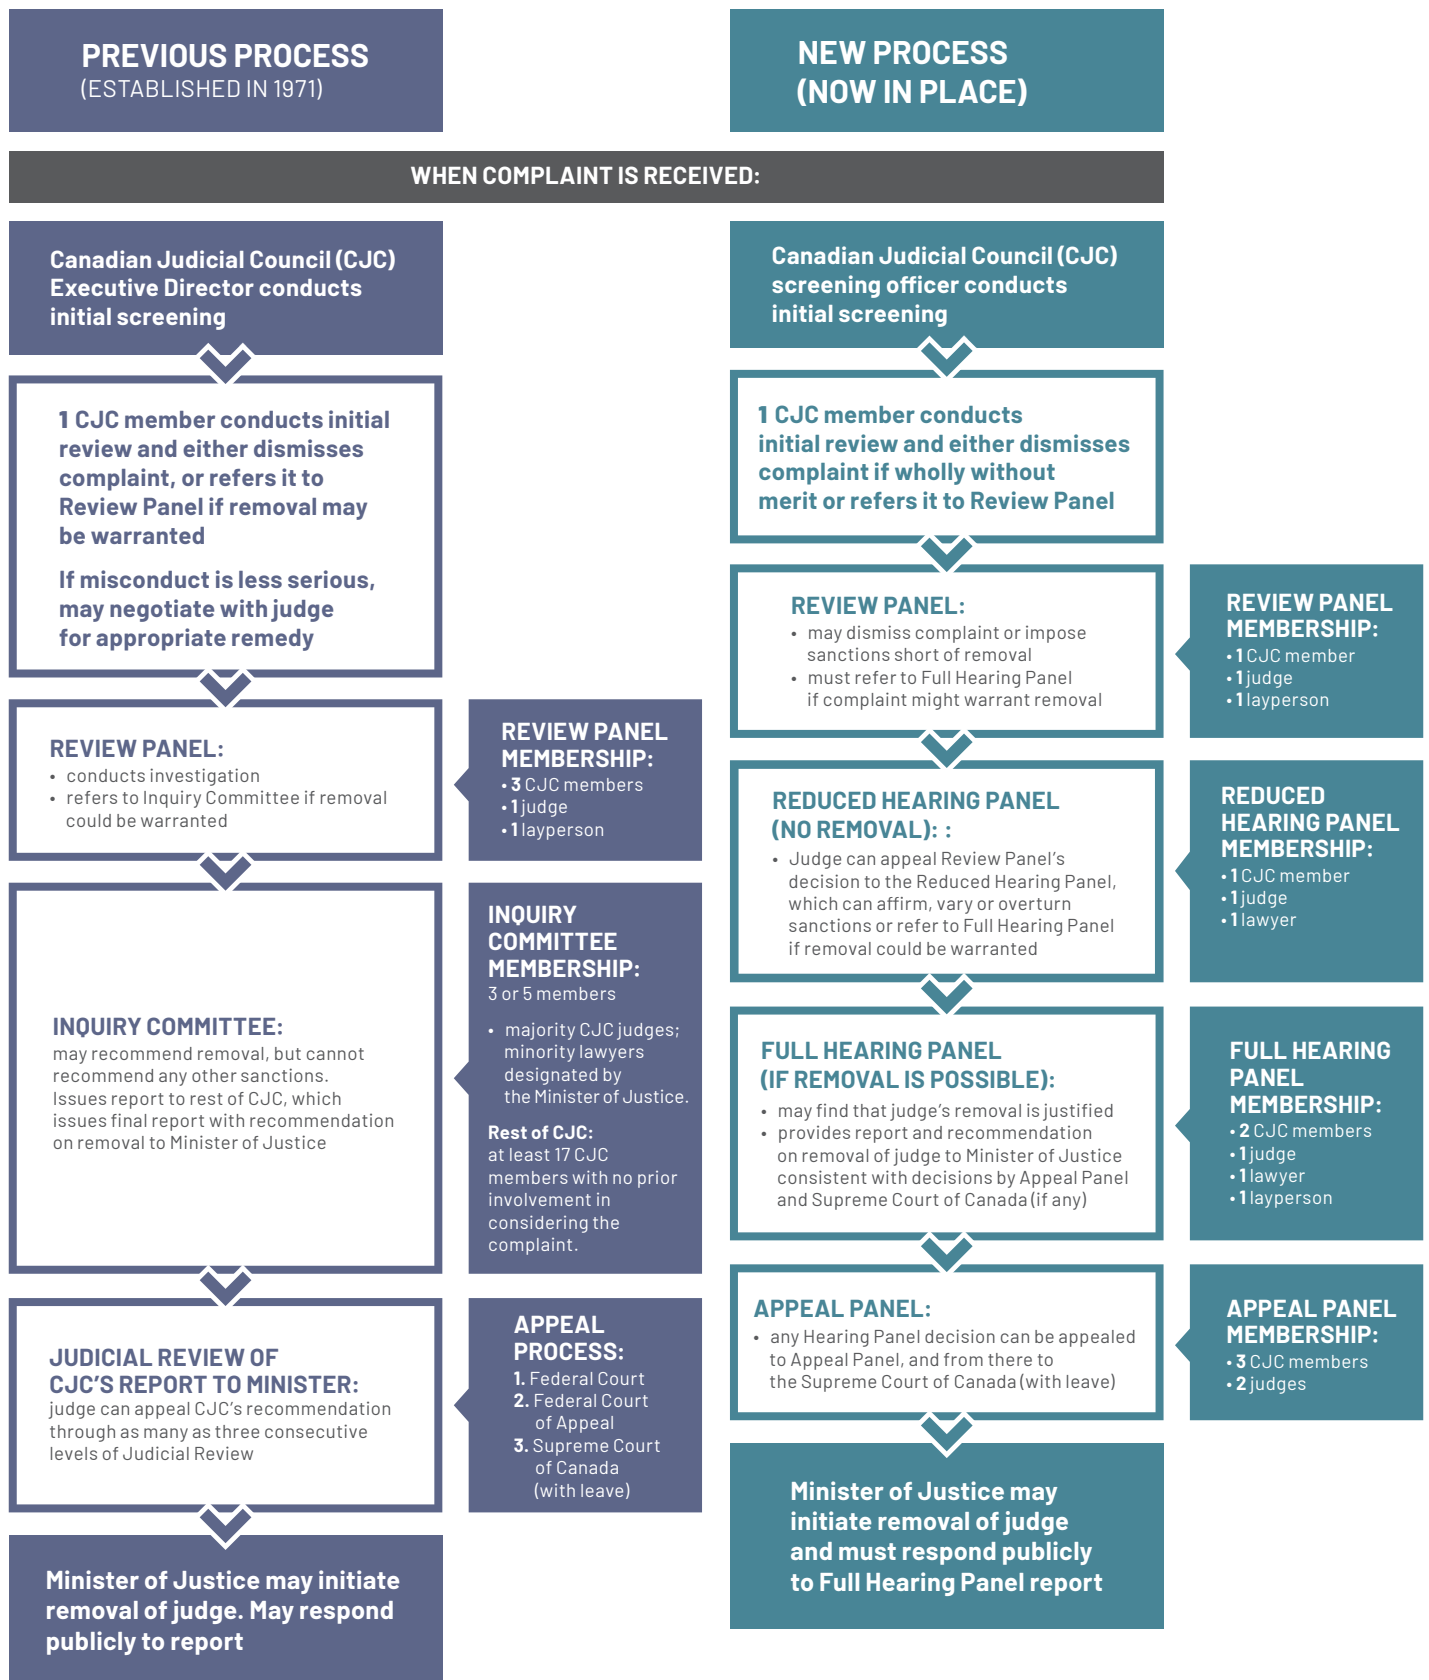 PREVIOUS PROCESS
(ESTABLISHED IN 1971)
NEW PROCESS
(NOW IN PLACE)
WHEN COMPLAINT IS RECEIVED:
Canadian Judicial Council (CJC)
Executive Director conducts
initial screening
1 CJC member conducts initial
review and either dismisses
complaint, or refers it to
Review Panel if removal may
be warranted
If misconduct is less serious,
may negotiate with judge
for appropriate remedy
REVIEW PANEL:
• conducts investigation
• refers to Inquiry Committee if removal
could be warranted
REVIEW PANEL
MEMBERSHIP:
• 3 CJC members
• 1 judge
• 1 layperson
INQUIRY COMMITTEE:
may recommend removal, but cannot
recommend any other sanctions.
Issues report to rest of CJC, which
issues final report with recommendation
on removal to Minister of Justice
INQUIRY
COMMITTEE
MEMBERSHIP:
3 or 5 members
• majority CJC judges;
minority lawyers
designated by
the Minister of Justice.
Rest of CJC:
at least 17 CJC
members with no prior
involvement in
considering the
complaint.
JUDICIAL REVIEW OF
CJC'S REPORT TO MINISTER:
judge can appeal CJC's recommendation
through as many as three consecutive
levels of Judicial Review
APPEAL
PROCESS:
1. Federal Court
2. Federal Court
of Appeal
3. Supreme Court
of Canada
(with leave)
Minister of Justice may initiate
removal of judge. May respond
publicly to report
Canadian Judicial Council (CJC)
screening officer conducts
initial screening
1 CJC member conducts
initial review and either dismisses
complaint if wholly without
merit or refers it to Review Panel
REVIEW PANEL:
• may dismiss complaint or impose
sanctions short of removal
• must refer to Full Hearing Panel
if complaint might warrant removal
REVIEW PANEL
MEMBERSHIP:
• 1 CJC member
• 1 judge
• 1 layperson
REDUCED HEARING PANEL
(NO REMOVAL): :
• Judge can appeal Review Panel's
decision to the Reduced Hearing Panel,
which can affirm, vary or overturn
sanctions or refer to Full Hearing Panel
if removal could be warranted
REDUCED
HEARING PANEL
MEMBERSHIP:
• 1 CJC member
• 1 judge
• 1 lawyer
FULL HEARING PANEL
(IF REMOVAL IS POSSIBLE):
• may find that judge's removal is justified
• provides report and recommendation
on removal of judge to Minister of Justice
consistent with decisions by Appeal Panel
and Supreme Court of Canada (if any)
FULL HEARING
PANEL
MEMBERSHIP:
• 2 CJC members
• 1 judge
• 1 lawyer
• 1 layperson
APPEAL PANEL:
• any Hearing Panel decision can be appealed
to Appeal Panel, and from there to
the Supreme Court of Canada (with leave)
APPEAL PANEL
MEMBERSHIP:
• 3 CJC members
• 2 judges
Minister of Justice may
initiate removal of judge
and must respond publicly
to Full Hearing Panel report